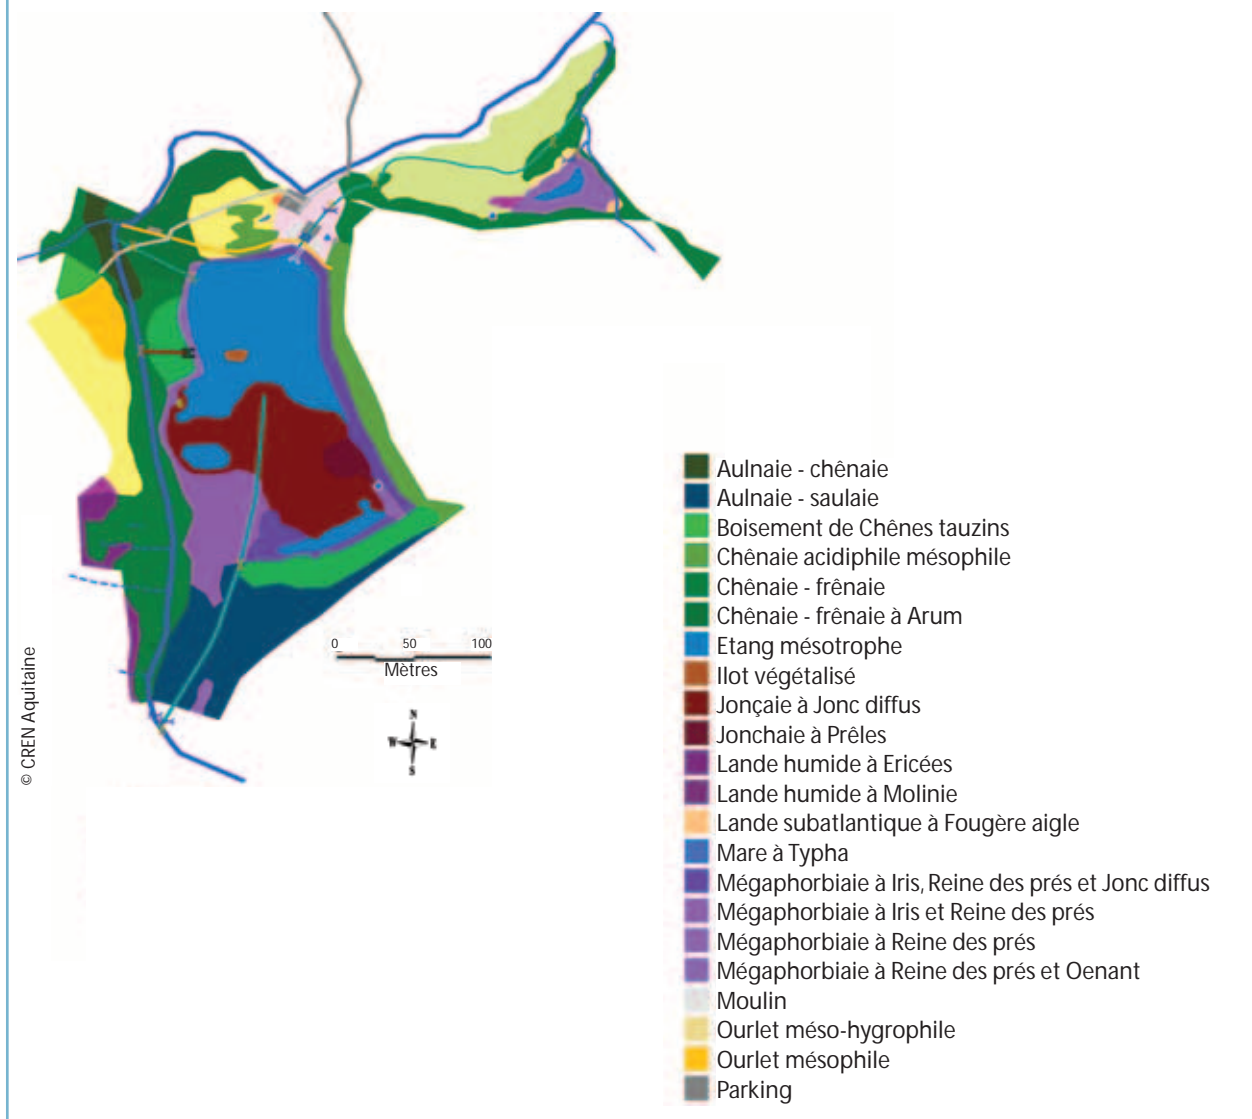 Aulnaie - chênaie
Aulnaie - saulaie
Boisement de Chênes tauzins
Chênaie acidiphile mésophile
Chênaie - frênaie
Chênaie - frênaie à Arum
Etang mésotrophe
Ilot végétalisé
Jonçaie à Jonc diffus
Jonchaie à Prêles
Lande humide à Ericées
Lande humide à Molinie
Lande subatlantique à Fougère aigle
Mare à Typha
Mégaphorbiaie à Iris, Reine des prés et Jonc diffus
Mégaphorbiaie à Iris et Reine des prés
Mégaphorbiaie à Reine des prés
Mégaphorbiaie à Reine des prés et Oenant
Moulin
Ourlet méso-hygrophile
Ourlet mésophile
Parking
0 50 100
Mètres
N
W E
S
© CREN Aquitaine